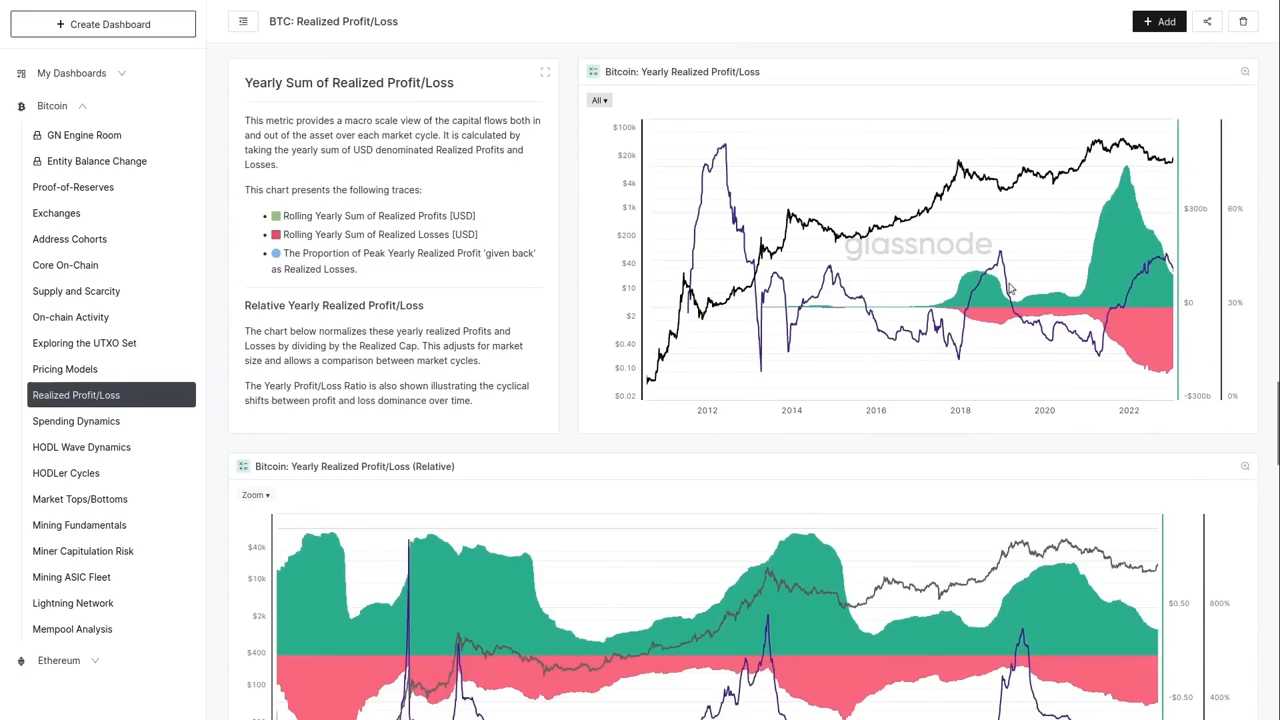 Create Dashboard
BTC: Realized Profit/Loss
Add
My Dashboards
Bitcoin
GN Engine Room
Entity Balance Change
Proof-of-Reserves
Exchanges
Address Cohorts
Core On-Chain
Supply and Scarcity
On-chain Activity
Exploring the UTXO Set
Pricing Models
Realized Profit/Loss
Spending Dynamics
HODL Wave Dynamics
HODLer Cycles
Market Tops/Bottoms
Mining Fundamentals
Miner Capitulation Risk
Mining ASIC Fleet
Lightning Network
Mempool Analysis
Ethereum
Yearly Sum of Realized Profit/Loss
This metric provides a macro scale view of the capital flows both in
and out of the asset over each market cycle. It is calculated by
taking the yearly sum of USD denominated Realized Profits and
Losses.
This chart presents the following traces:
• Rolling Yearly Sum of Realized Profits [USD]
• Rolling Yearly Sum of Realized Losses [USD]
• The Proportion of Peak Yearly Realized Profit 'given back'
as Realized Losses.
Relative Yearly Realized Profit/Loss
The chart below normalizes these yearly realized Profits and
Losses by dividing by the Realized Cap. This adjusts for market
size and allows a comparison between market cycles.
The Yearly Profit/Loss Ratio is also shown illustrating the cyclical
shifts between profit and loss dominance over time.
Bitcoin: Yearly Realized Profit/Loss
All ▾
$100k
$20k
$4k
$1k
$200
$40
$10
$2
$0.40
$0.10
$0.02
glassnode
$300b
$0
-$300b
60%
30%
0%
2012 2014 2016 2018 2020 2022
Bitcoin: Yearly Realized Profit/Loss (Relative)
Zoom ▾
$40k
$10k
$2k
$400
$100
$0.50
-$0.50
800%
400%